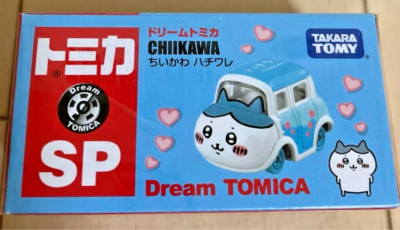 トミカ
®
Dream
TOMICA
SP
ドリームトミカ
CHIIKAWA
ちいかわ ハチワレ
TAKARA
TOMY
Dream TOMICA